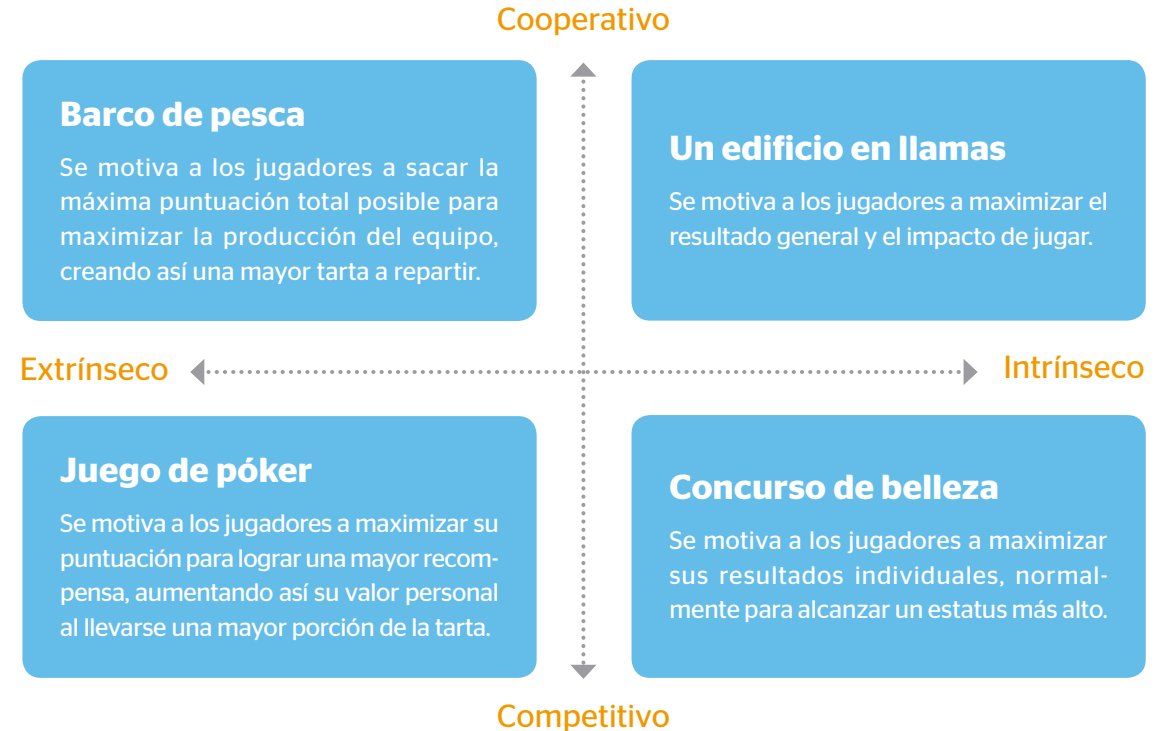 Cooperativo
Barco de pesca
Se motiva a los jugadores a sacar la
máxima puntuación total posible para
maximizar la producción del equipo,
creando así una mayor tarta a repartir.
Un edificio en llamas
Se motiva a los jugadores a maximizar el
resultado general y el impacto de jugar.
Extrínseco
Intrínseco
Juego de póker
Se motiva a los jugadores a maximizar su
puntuación para lograr una mayor recom-
pensa, aumentando así su valor personal
al llevarse una mayor porción de la tarta.
Concurso de belleza
Se motiva a los jugadores a maximizar
sus resultados individuales, normal-
mente para alcanzar un estatus más alto.
Competitivo